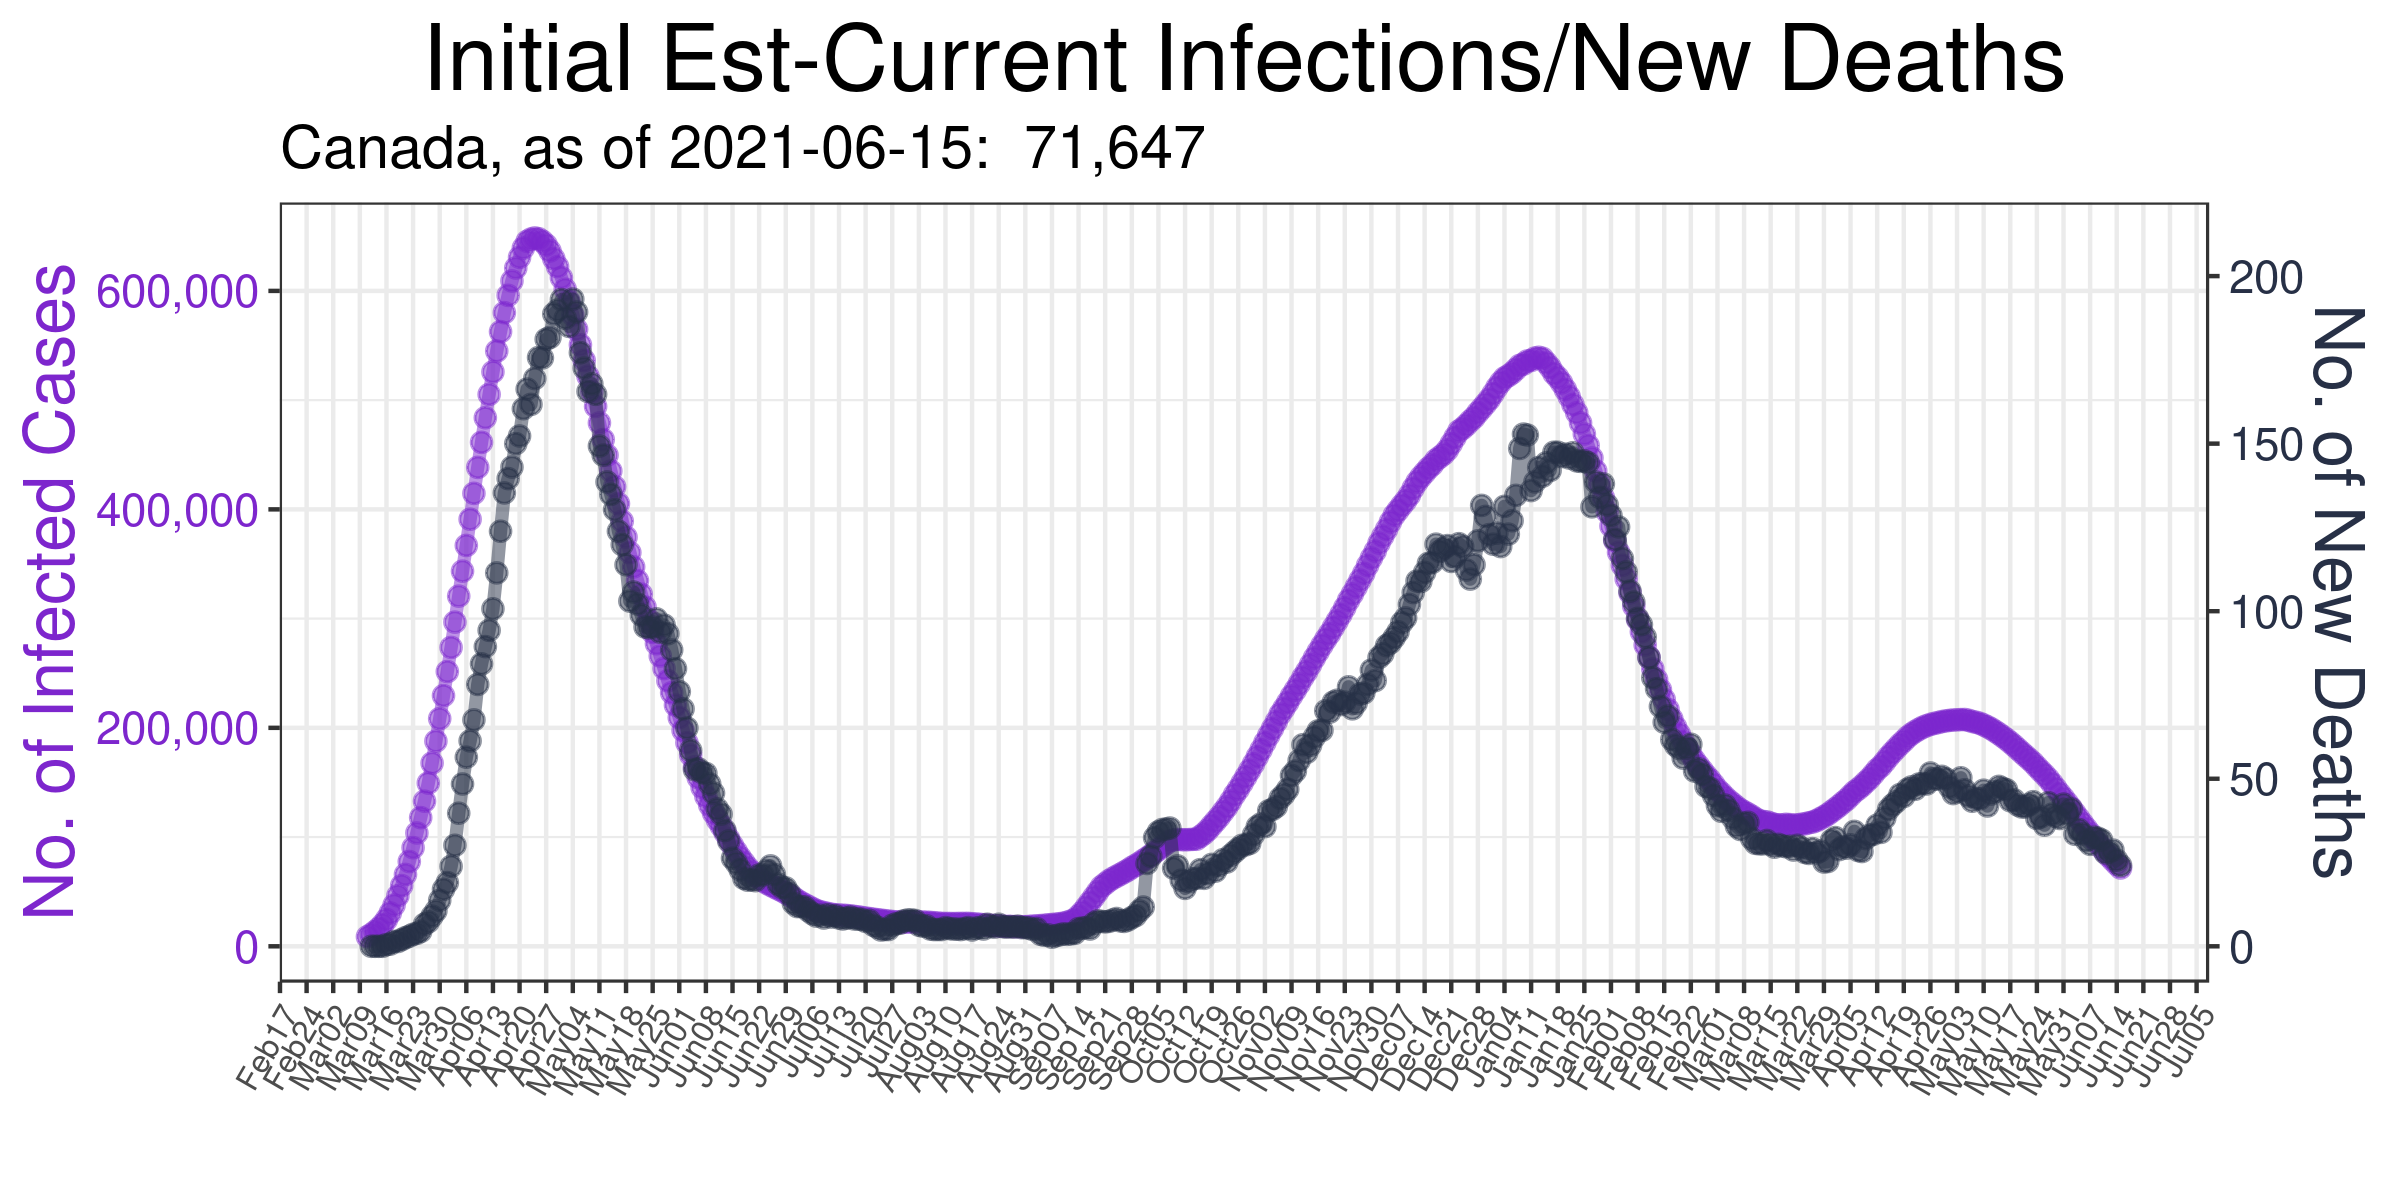 Initial Est-Current Infections/New Deaths
Canada, as of 2021-06-15:  71,647
No. of Infected Cases
600,000
400,000
200,000
0
200
150
100
50
0
No. of New Deaths
Feb17
Feb24
Mar02
Mar09
Mar16
Mar23
Mar30
Apr06
Apr13
Apr20
Apr27
May04
May11
May18
May25
Jun01
Jun08
Jun15
Jun22
Jun29
Jul06
Jul13
Jul20
Jul27
Aug03
Aug10
Aug17
Aug24
Aug31
Sep07
Sep14
Sep21
Sep28
Oct05
Oct12
Oct19
Oct26
Nov02
Nov09
Nov16
Nov23
Nov30
Dec07
Dec14
Dec21
Dec28
Jan04
Jan11
Jan18
Jan25
Feb01
Feb08
Feb15
Feb22
Mar01
Mar08
Mar15
Mar22
Mar29
Apr05
Apr12
Apr19
Apr26
May03
May10
May17
May24
May31
Jun07
Jun14
Jun21
Jun28
Jul05